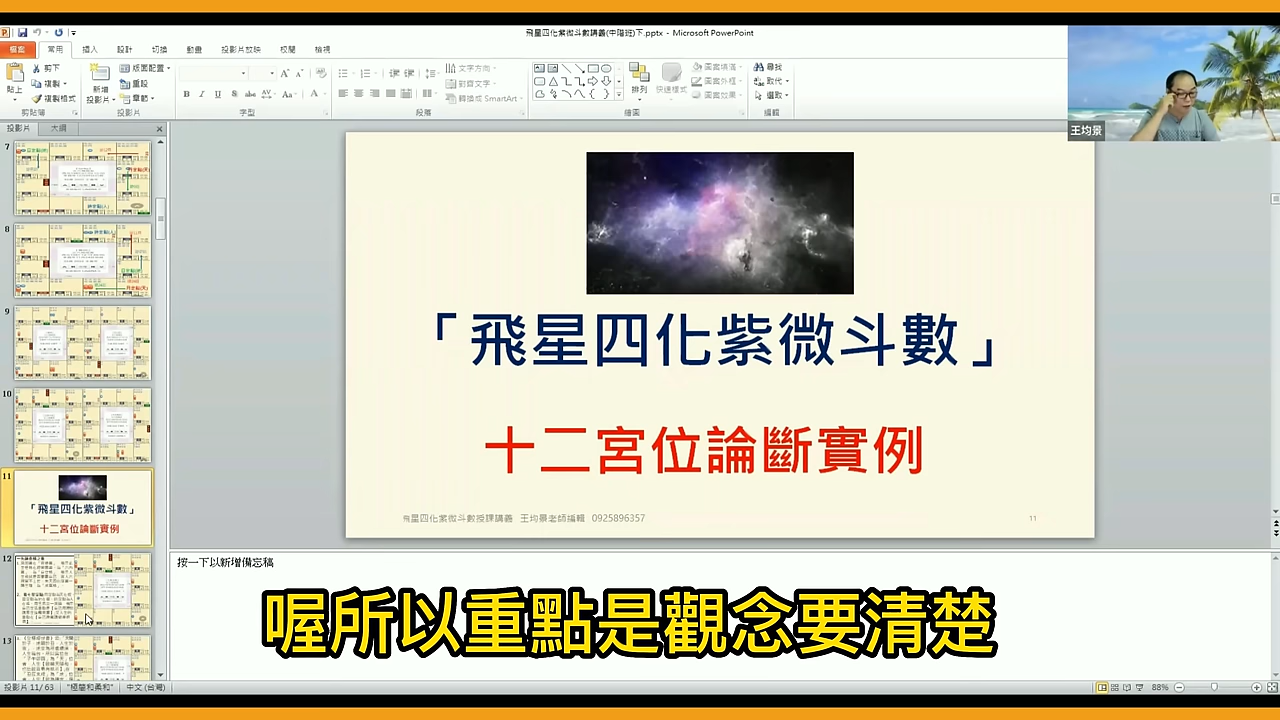 飛星四化紫微斗數講義(中階班)下.pptx - Microsoft PowerPoint
檔案 常用 插入 設計 切換 動畫 投影片放映 校閱 檢視
貼上
剪下
複製
複製格式
剪貼簿
新增
投影片
版面配置
重設
章節
投影片
字型
文字方向
對齊文字
轉換成 SmartArt
段落
排列
快速樣式
圖案填滿
圖案外框
圖案效果
繪圖
尋找
取代
選取
編輯
王均景
投影片 大綱
7
8
9
10
11
「飛星四化紫微斗數」
十二宮位論斷實例
12
13
「飛星四化紫微斗數」
十二宮位論斷實例
飛星四化紫微斗數授課講義 王均景老師編輯 0925896357
11
按一下以新增備忘稿
喔所以重點是觀念要清楚
投影片 11/63 "極簡和柔和" 中文 (台灣) 88%